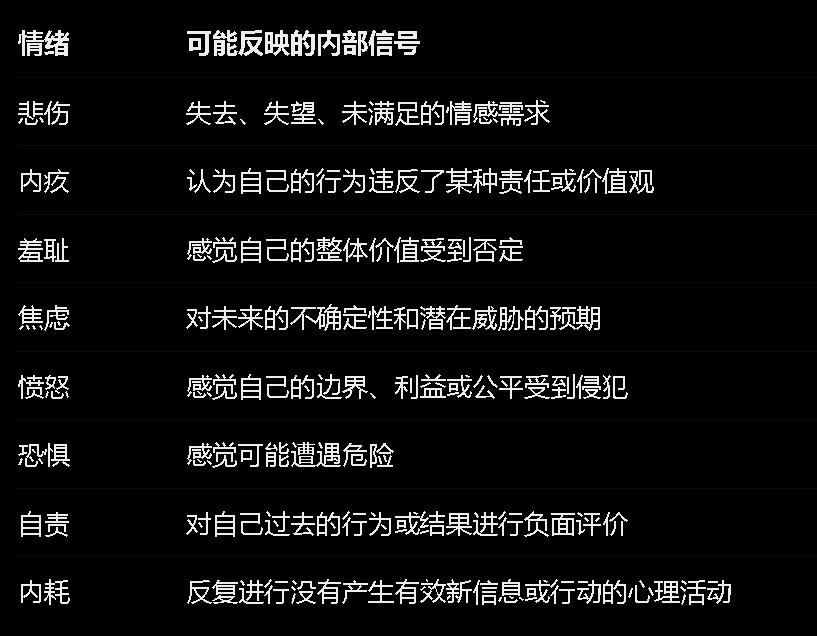 情绪 可能反映的内部信号
悲伤 失去、失望、未满足的情感需求
内疚 认为自己的行为违反了某种责任或价值观
羞耻 感觉自己的整体价值受到否定
焦虑 对未来的不确定性和潜在威胁的预期
愤怒 感觉自己的边界、利益或公平受到侵犯
恐惧 感觉可能遭遇危险
自责 对自己过去的行为或结果进行负面评价
内耗 反复进行没有产生有效新信息或行动的心理活动